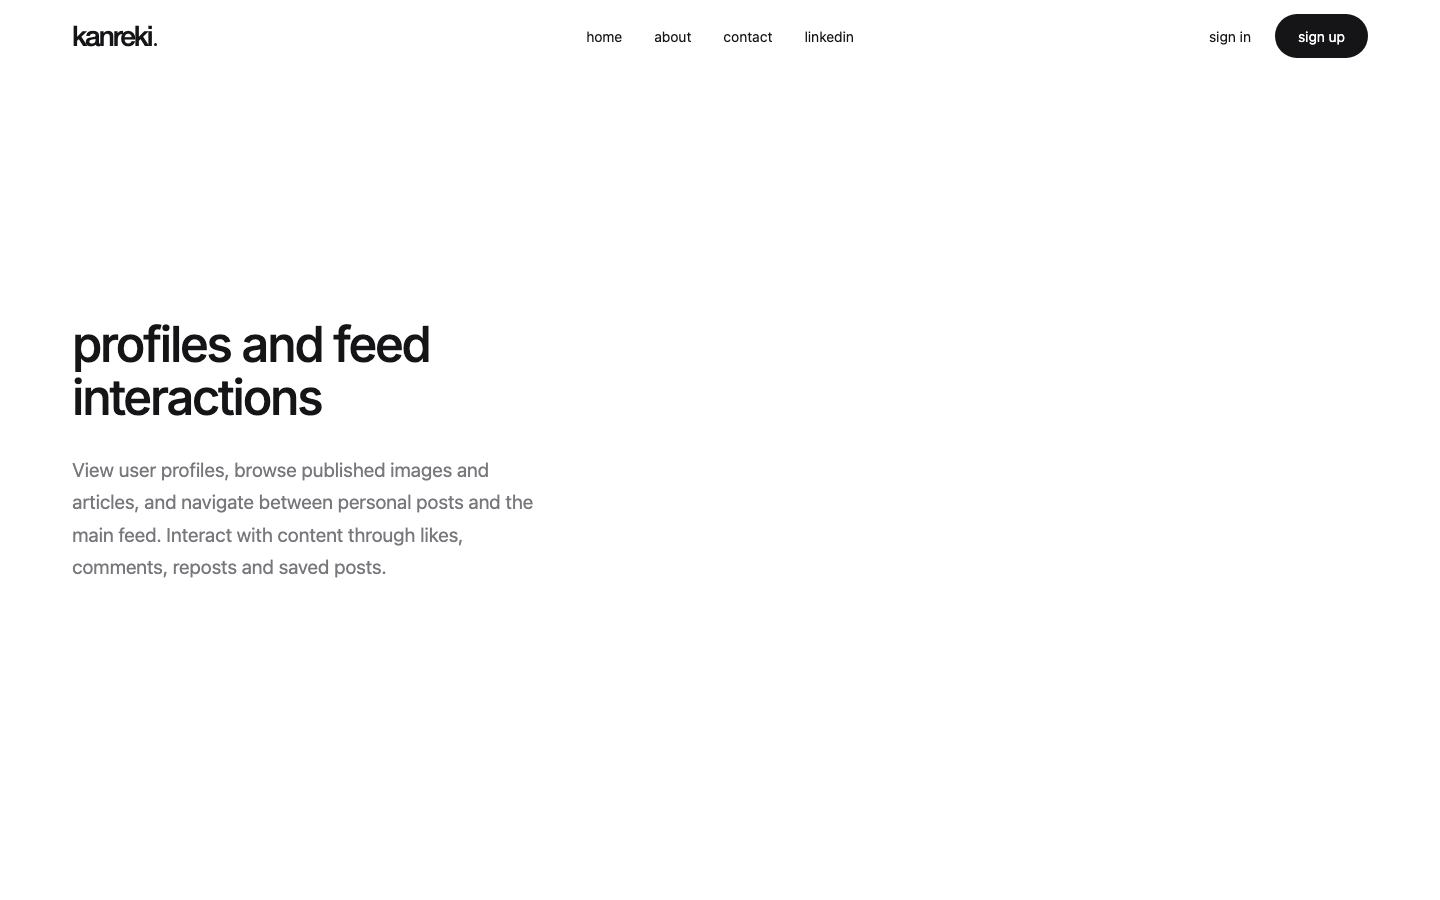 kanreki.
home
about
contact
linkedin
sign in
sign up
profiles and feed
interactions
View user profiles, browse published images and
articles, and navigate between personal posts and the
main feed. Interact with content through likes,
comments, reposts and saved posts.